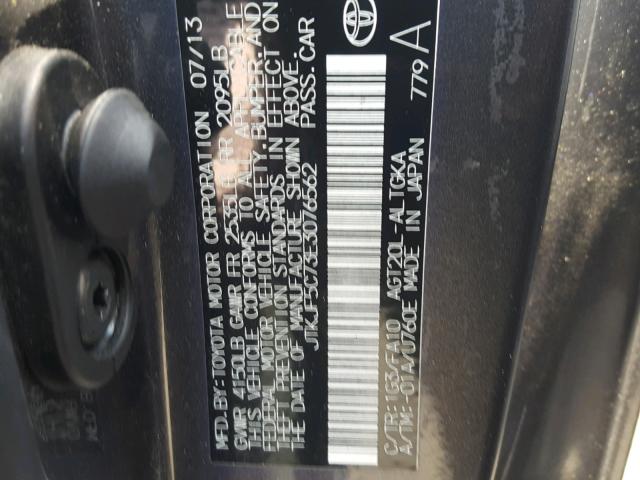 MFD.BY:TOYOTA MOTOR CORPORATION 07/13
GVWR 4150LB GAWR FR 2535LB RR 2095LB
THIS VEHICLE CONFORMS TO ALL APPLICABLE
FEDERAL MOTOR VEHICLE SAFETY,BUMPER,AND
THEFT PREVENTION STANDARDS IN EFFECT ON
THE DATE OF MANUFACTURE SHOWN ABOVE.
JTKJF5C73E3076562 PASS.CAR
C/TR:1G3/FA10 AGT20L-ALTGKA
A/TM:-01A/U760E MADE IN JAPAN
779A